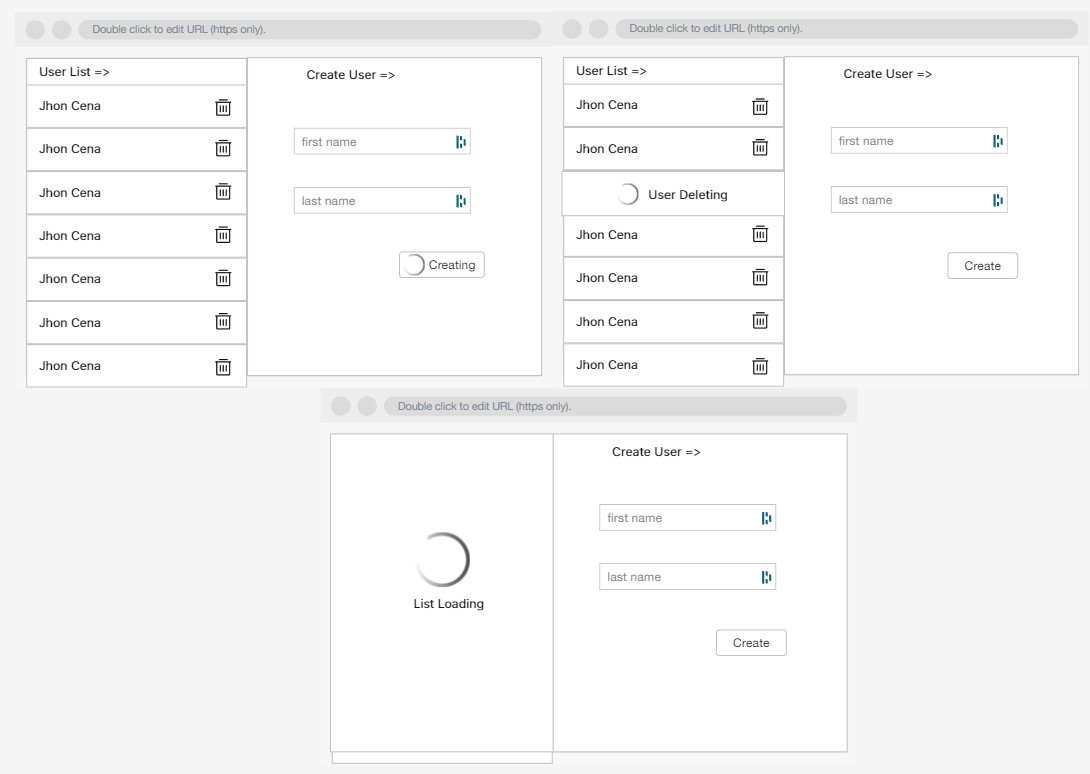 Double click to edit URL (https only).
User List =>
Create User =>
Jhon Cena
Jhon Cena
Jhon Cena
Jhon Cena
Jhon Cena
Jhon Cena
Jhon Cena
first name
last name
Creating
Double click to edit URL (https only).
User List =>
Create User =>
Jhon Cena
Jhon Cena
User Deleting
Jhon Cena
Jhon Cena
Jhon Cena
Jhon Cena
first name
last name
Create
Double click to edit URL (https only).
List Loading
Create User =>
first name
last name
Create